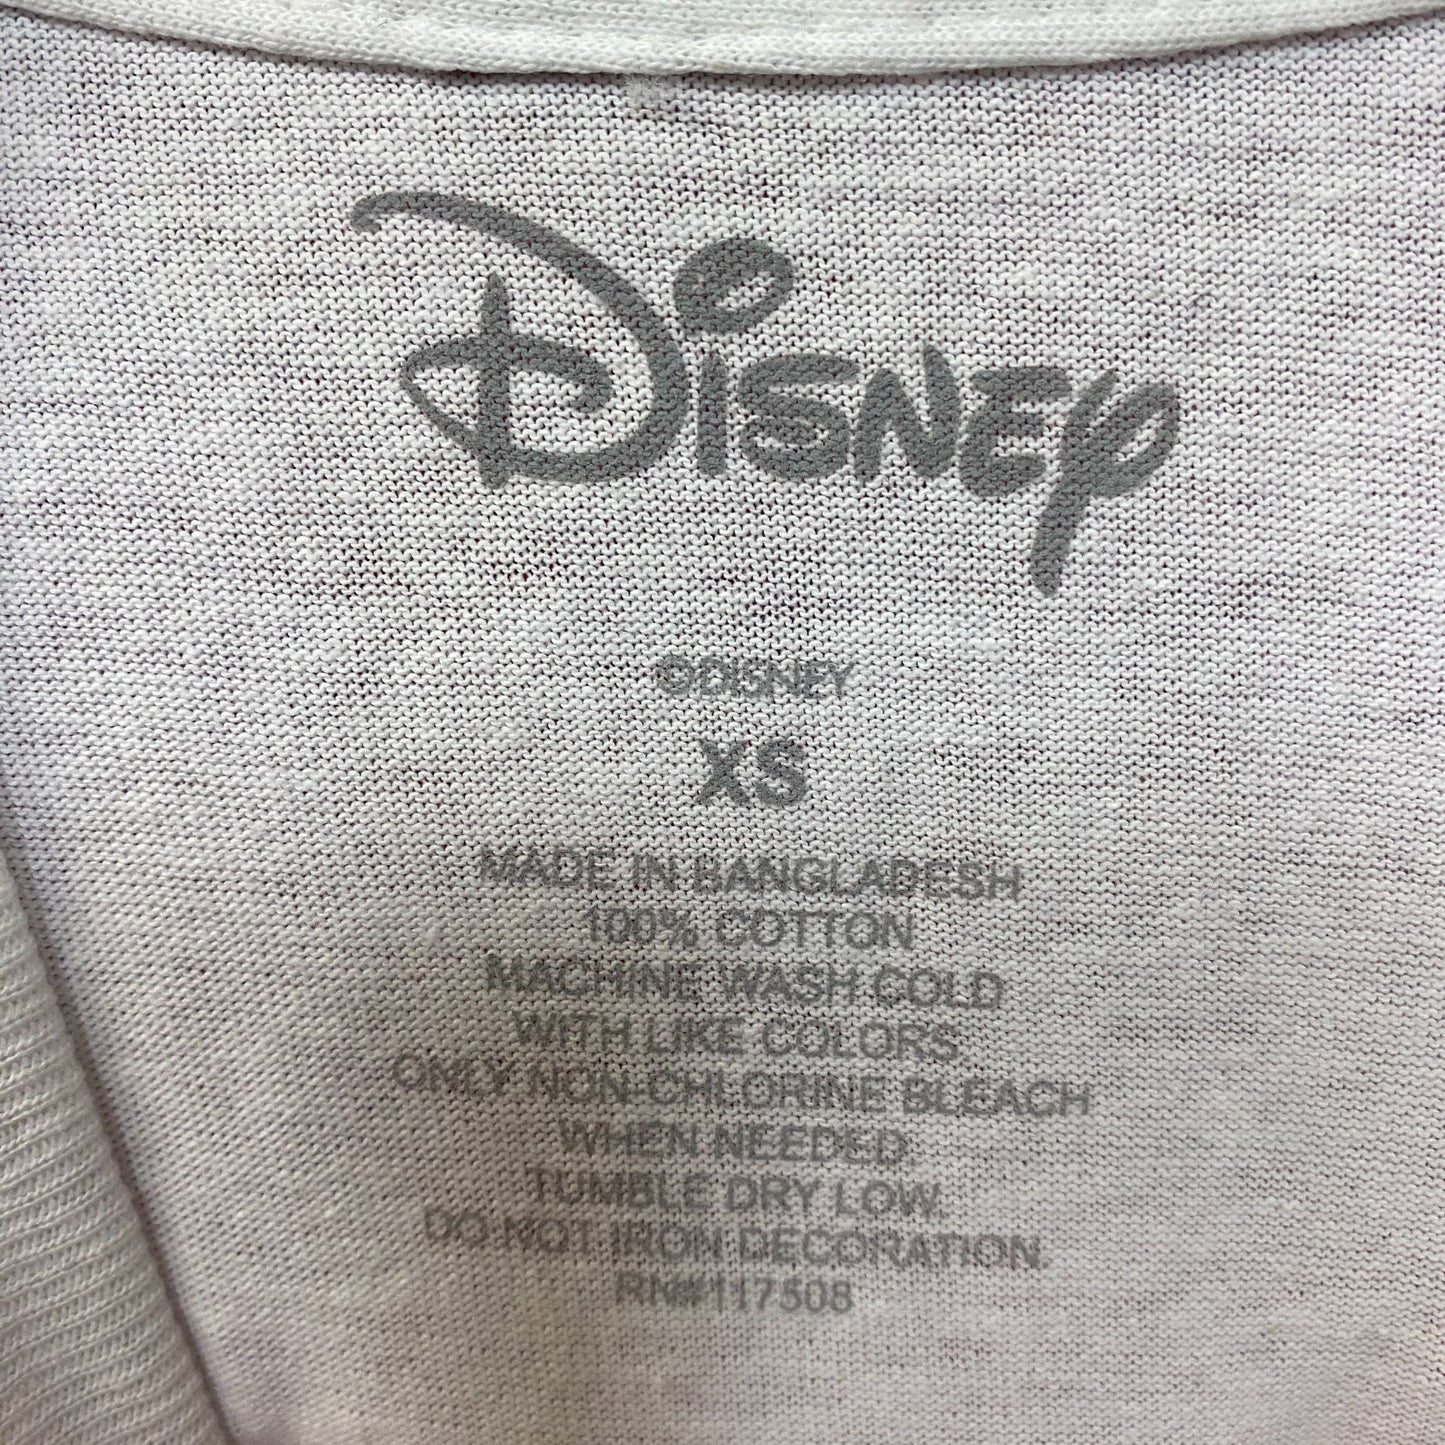 Disney
©DISNEY
XS
MADE IN BANGLADESH
100% COTTON
MACHINE WASH COLD
WITH LIKE COLORS.
ONLY NON-CHLORINE BLEACH
WHEN NEEDED.
TUMBLE DRY LOW.
DO NOT IRON DECORATION.
RN#117508